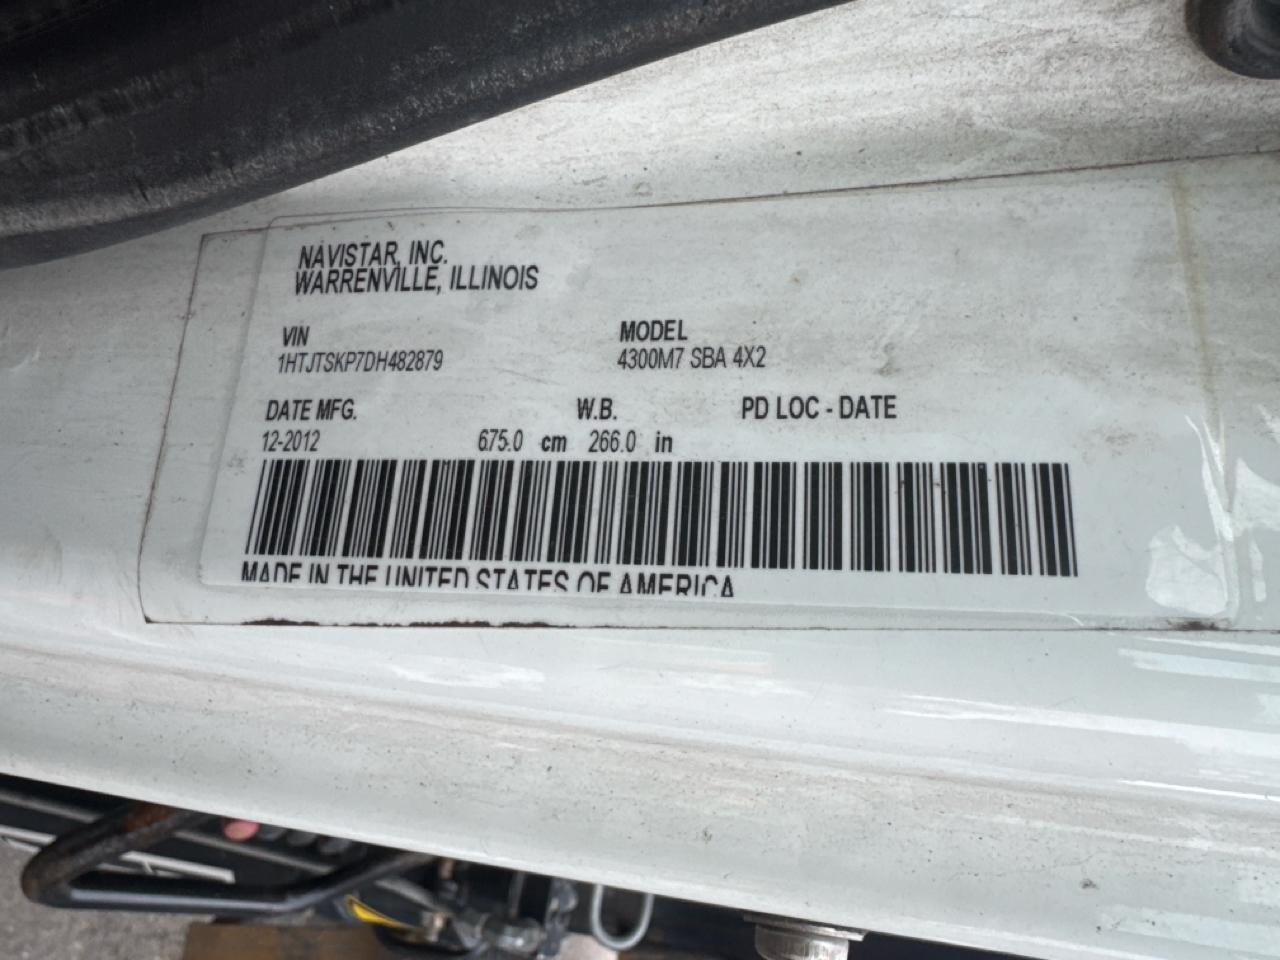 NAVISTAR, INC.
WARRENVILLE, ILLINOIS
VIN MODEL
1HTJTSKP7DH482879 4300M7 SBA 4X2
DATE MFG. W.B. PD LOC - DATE
12-2012 675.0 cm 266.0 in
MADE IN THE UNITED STATES OF AMERICA